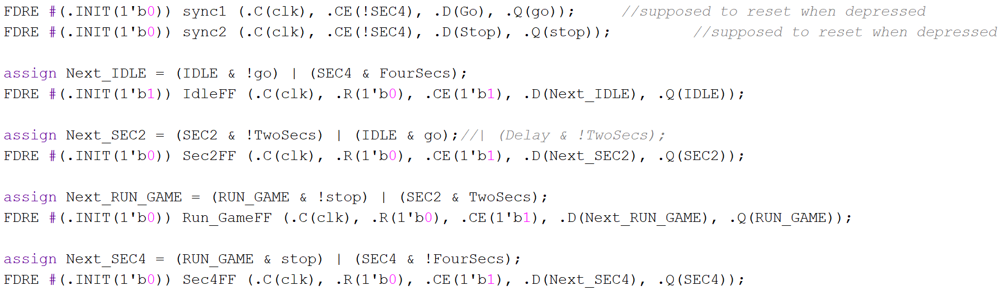 FDRE #(.INIT(1'b0)) sync1 (.C(clk), .CE(!SEC4), .D(Go), .Q(go)); //supposed to reset when depressed
FDRE #(.INIT(1'b0)) sync2 (.C(clk), .CE(!SEC4), .D(Stop), .Q(stop)); //supposed to reset when depressed
assign Next_IDLE = (IDLE & !go) | (SEC4 & FourSecs);
FDRE #(.INIT(1'b1)) IdleFF (.C(clk), .R(1'b0), .CE(1'b1), .D(Next_IDLE), .Q(IDLE));
assign Next_SEC2 = (SEC2 & !TwoSecs) | (IDLE & go);//| (Delay & !TwoSecs);
FDRE #(.INIT(1'b0)) Sec2FF (.C(clk), .R(1'b0), .CE(1'b1), .D(Next_SEC2), .Q(SEC2));
assign Next_RUN_GAME = (RUN_GAME & !stop) | (SEC2 & TwoSecs);
FDRE #(.INIT(1'b0)) Run_GameFF (.C(clk), .R(1'b0), .CE(1'b1), .D(Next_RUN_GAME), .Q(RUN_GAME));
assign Next_SEC4 = (RUN_GAME & stop) | (SEC4 & !FourSecs);
FDRE #(.INIT(1'b0)) Sec4FF (.C(clk), .R(1'b0), .CE(1'b1), .D(Next_SEC4), .Q(SEC4));